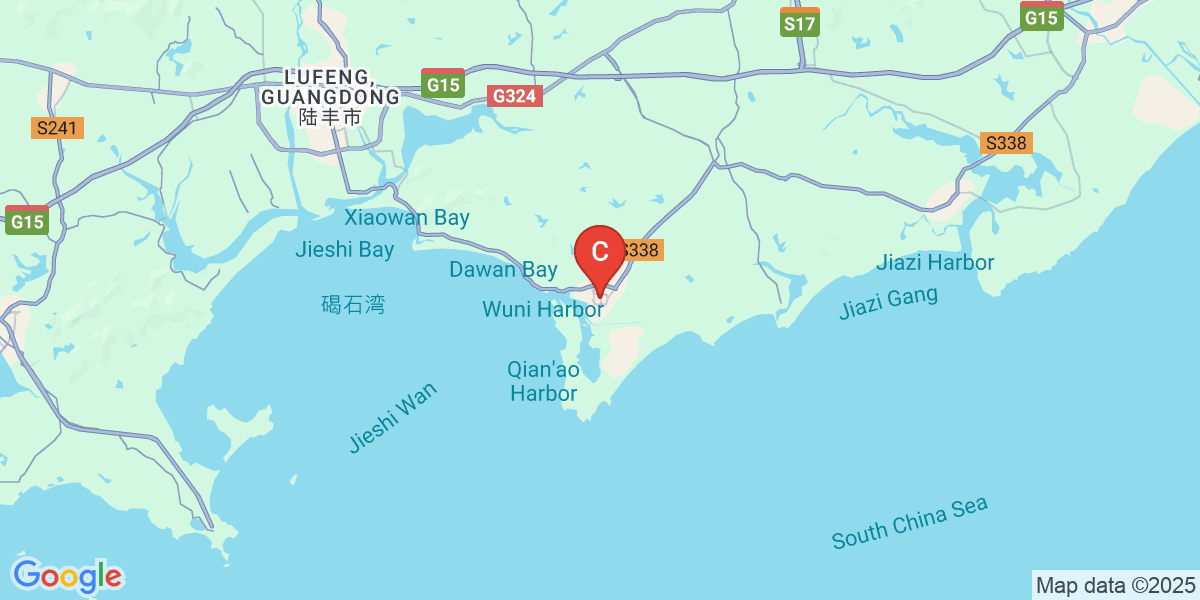 S17
G15
LUFENG,
GUANGDONG
陆丰市
G15
G324
S241
S338
G15
Xiaowan Bay
Jieshi Bay
C
S338
Dawan Bay
Jiazi Harbor
碣石湾
Wuni Harbor
Jiazi Gang
Qian'ao
Harbor
Jieshi Wan
South China Sea
Google
Map data ©2025